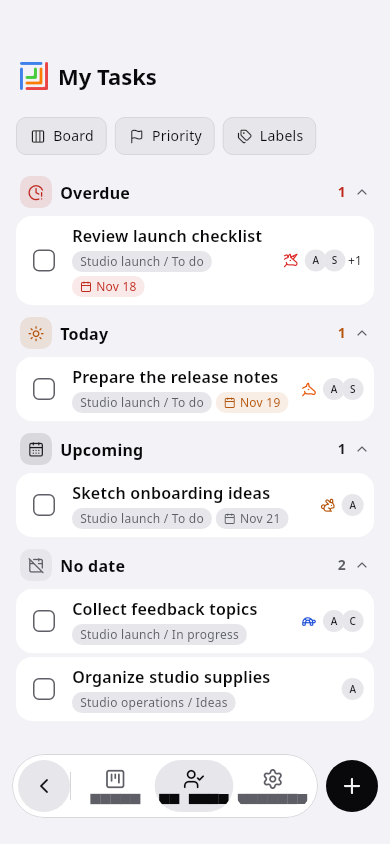 My Tasks
Board
Priority
Labels
Overdue 1
Review launch checklist
Studio launch / To do
Nov 18
A S +1
Today 1
Prepare the release notes
Studio launch / To do Nov 19
A S
Upcoming 1
Sketch onboarding ideas
Studio launch / To do Nov 21
A
No date 2
Collect feedback topics
Studio launch / In progress
A C
Organize studio supplies
Studio operations / Ideas
A